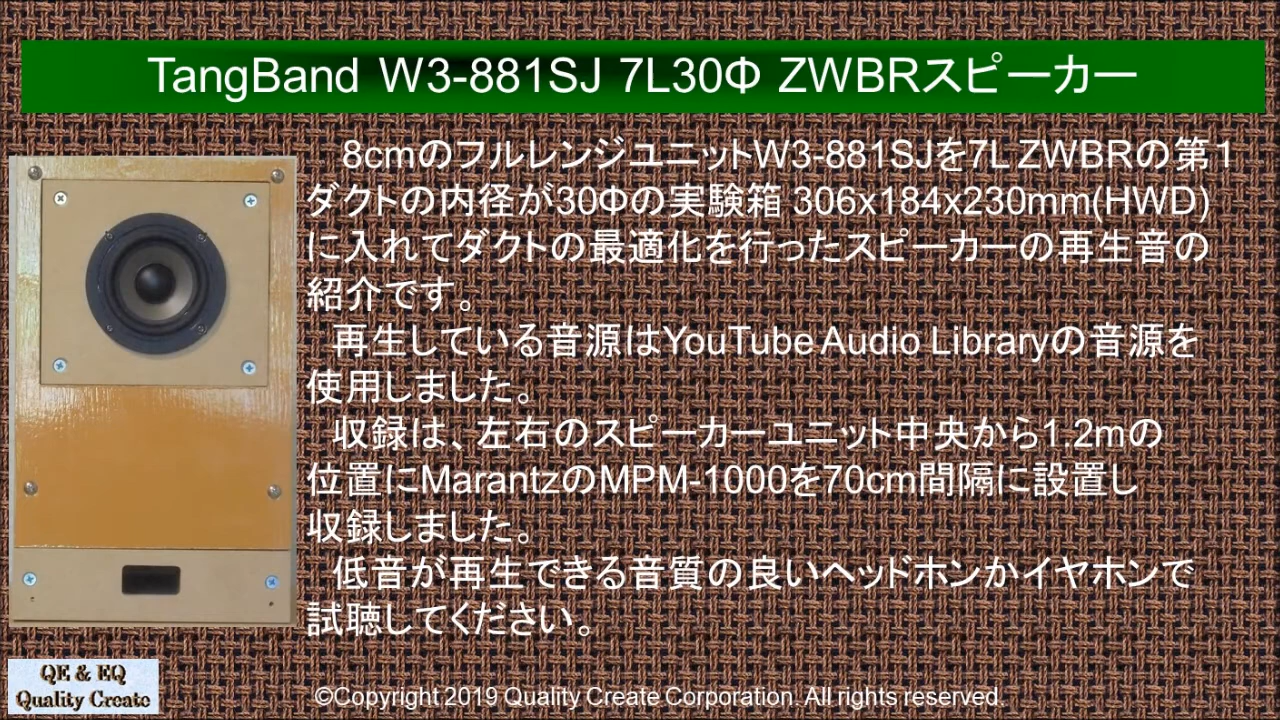 TangBand W3-881SJ 7L30Φ ZWBRスピーカー
8cmのフルレンジユニットW3-881SJを7L ZWBRの第１
ダクトの内径が30Φの実験箱 306x184x230mm(HWD)
に入れてダクトの最適化を行ったスピーカーの再生音の
紹介です。
再生している音源はYouTube Audio Libraryの音源を
使用しました。
収録は、左右のスピーカーユニット中央から1.2mの
位置にMarantzのMPM-1000を70cm間隔に設置し
収録しました。
低音が再生できる音質の良いヘッドホンかイヤホンで
試聴してください。
QE & EQ
Quality Create
©Copyright 2019 Quality Create Corporation. All rights reserved.